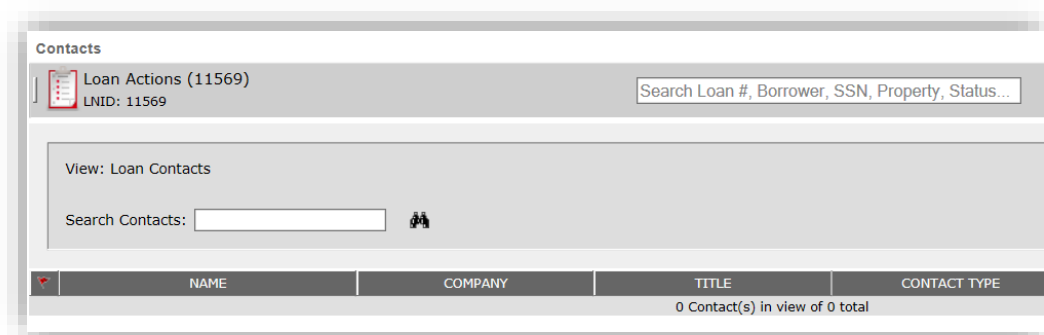 Contacts
Loan Actions (11569)
LNID: 11569
Search Loan #, Borrower, SSN, Property, Status...
View: Loan Contacts
Search Contacts:
NAME COMPANY TITLE CONTACT TYPE
0 Contact(s) in view of 0 total